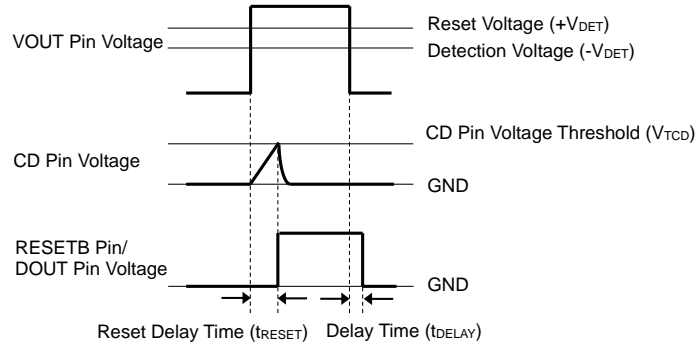 VOUT Pin Voltage
Reset Voltage (+VDET)
Detection Voltage (-VDET)
CD Pin Voltage Threshold (VTCD)
CD Pin Voltage
GND
RESETB Pin/
DOUT Pin Voltage
GND
Reset Delay Time (tRESET)
Delay Time (tDELAY)